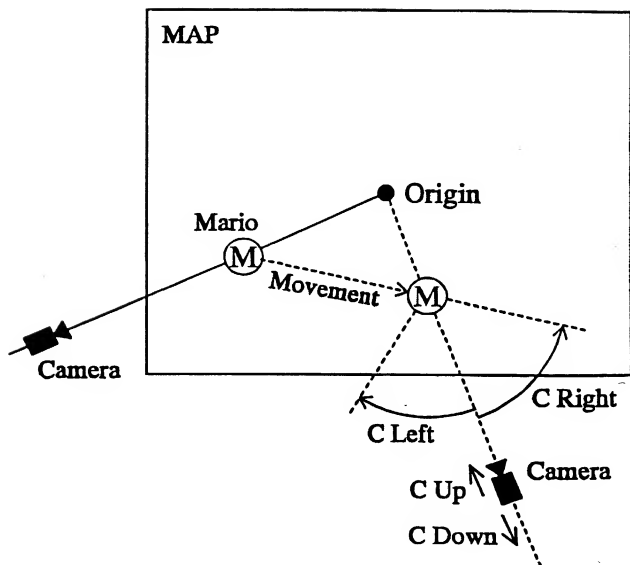 MAP
Origin
Mario
M
Movement
M
Camera
C Right
C Left
Camera
C Up
C Down